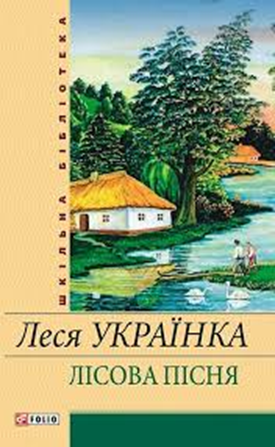 ШКІЛЬНА БІБЛІОТЕКА
Леся УКРАЇНКА
ЛІСОВА ПІСНЯ
FOLIO